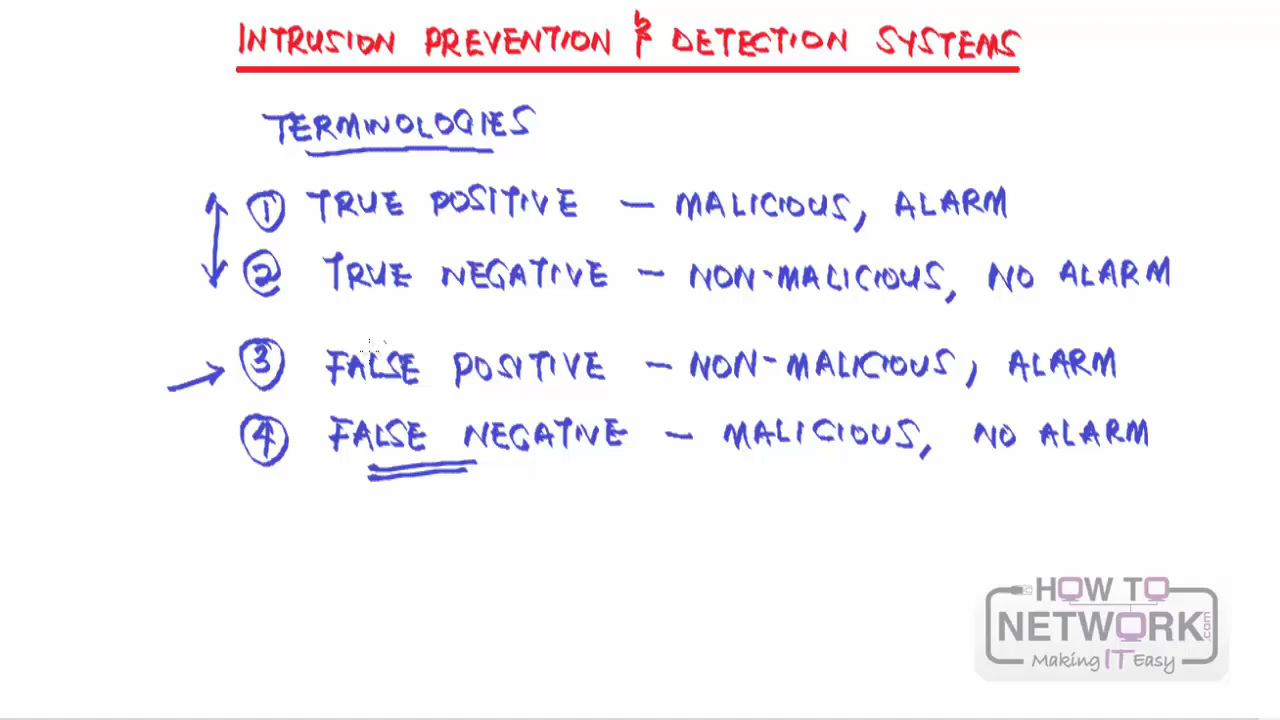 INTRUSION PREVENTION & DETECTION SYSTEMS
TERMINOLOGIES
1 TRUE POSITIVE – MALICIOUS, ALARM
2 TRUE NEGATIVE – NON-MALICIOUS, NO ALARM
3 FALSE POSITIVE – NON-MALICIOUS, ALARM
4 FALSE NEGATIVE – MALICIOUS, NO ALARM
HOW TO
NETWORK.com
Making IT Easy